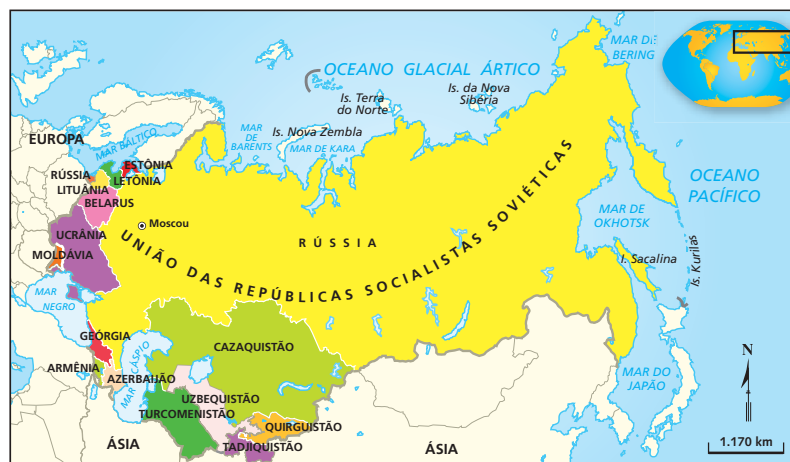 MAR DE
BERING
OCEANO GLACIAL ÁRTICO
Is. Terra
do Norte
Is. da Nova
Sibéria
Is. Nova Zembla
MAR
DE
BARENTS
MAR DE KARA
EUROPA
MAR BÁLTICO
ESTÔNIA
RÚSSIA
LETÔNIA
LITUÂNIA
BELARUS
OCEANO
PACÍFICO
MAR DE
OKHOTSK
Moscou
UCRÂNIA
RÚSSIA
UNIÃO DAS REPÚBLICAS SOCIALISTAS SOVIÉTICAS
MOLDÁVIA
I. Sacalina
Is. Kurilas
MAR
NEGRO
GEÓRGIA
CAZAQUISTÃO
ARMÊNIA
MAR CÁSPIO
AZERBAIJÃO
MAR DO
JAPÃO
N
UZBEQUISTÃO
TURCOMENISTÃO
QUIRGUISTÃO
TADJIQUISTÃO
ÁSIA
ÁSIA
1.170 km